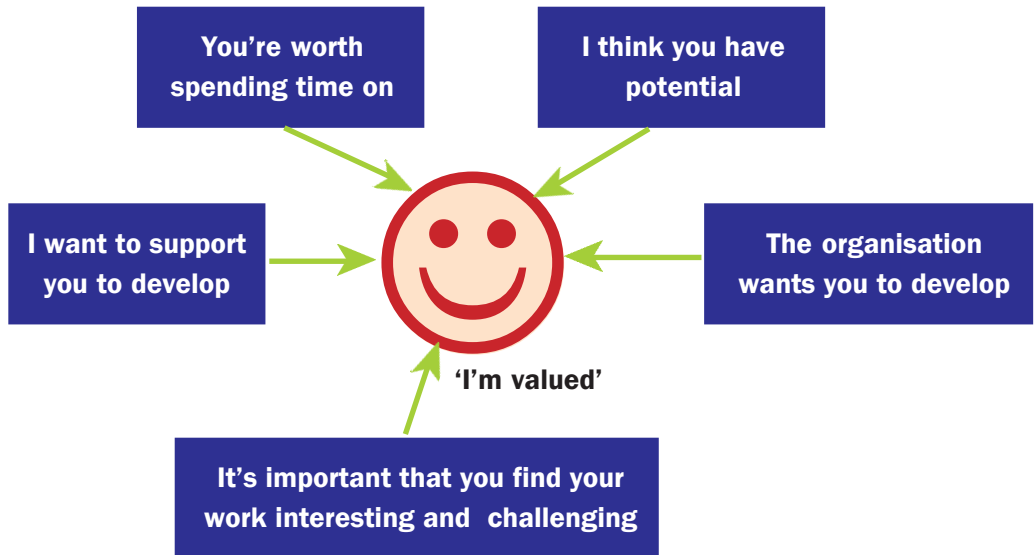 You’re worth
spending time on
I think you have
potential
I want to support
you to develop
The organisation
wants you to develop
‘I’m valued’
It’s important that you find your
work interesting and  challenging